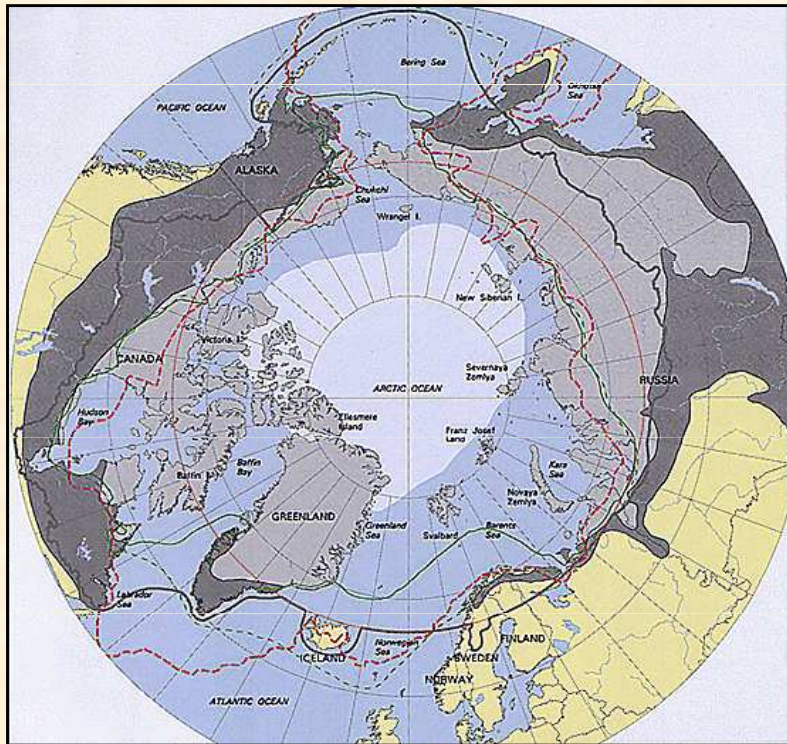 Bering Sea
Okhotsk
Sea
PACIFIC OCEAN
ALASKA
Chukchi
Sea
Wrangel I.
New Siberian I.
Victoria I.
CANADA
Severnaya
Zemlya
RUSSIA
ARCTIC OCEAN
Hudson
Bay
Ellesmere
Island
Franz Josef
Land
Baffin I.
Baffin
Bay
Kara
Sea
Novaya
Zemlya
GREENLAND
Greenland
Sea
Svalbard
Barents
Sea
Labrador
Sea
ICELAND
Norwegian
Sea
FINLAND
SWEDEN
NORWAY
ATLANTIC OCEAN